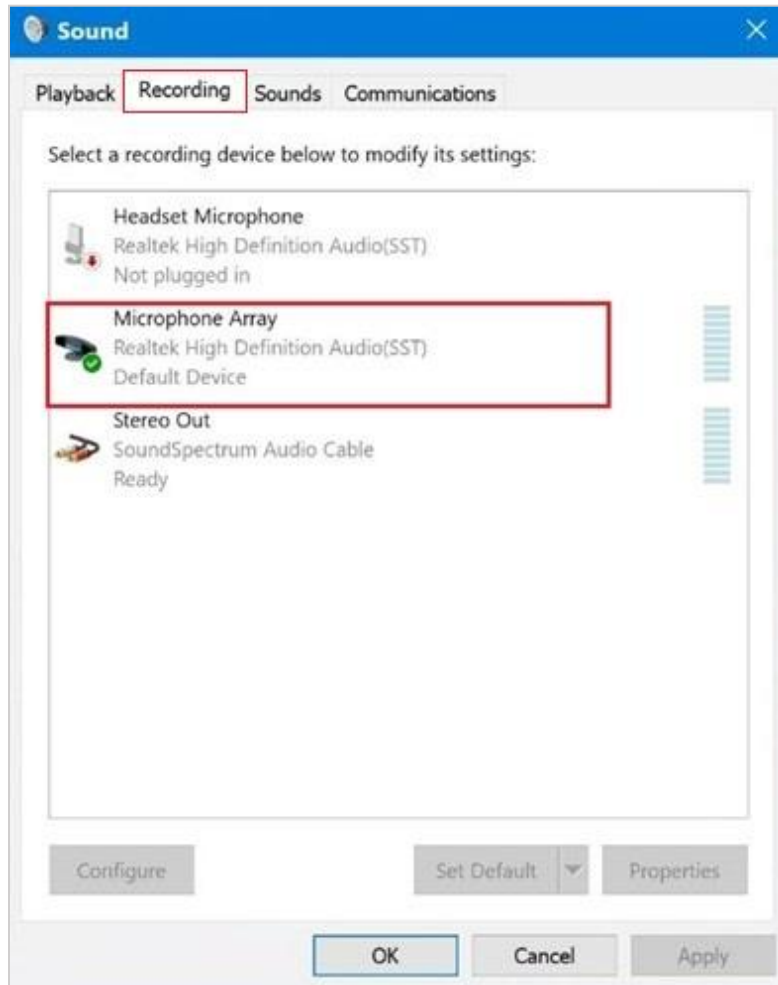 Sound
Playback Recording Sounds Communications
Select a recording device below to modify its settings:
Headset Microphone
Realtek High Definition Audio(SST)
Not plugged in
Microphone Array
Realtek High Definition Audio(SST)
Default Device
Stereo Out
SoundSpectrum Audio Cable
Ready
Configure Set Default Properties
OK Cancel Apply